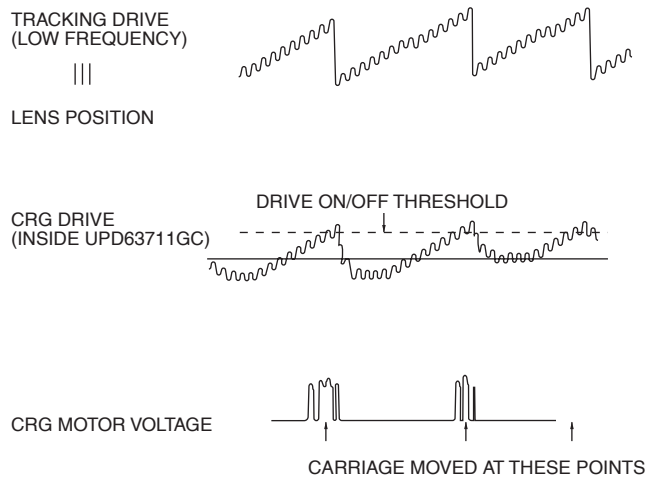 TRACKING DRIVE
(LOW FREQUENCY)
LENS POSITION
DRIVE ON/OFF THRESHOLD
CRG DRIVE
(INSIDE UPD63711GC)
CRG MOTOR VOLTAGE
CARRIAGE MOVED AT THESE POINTS